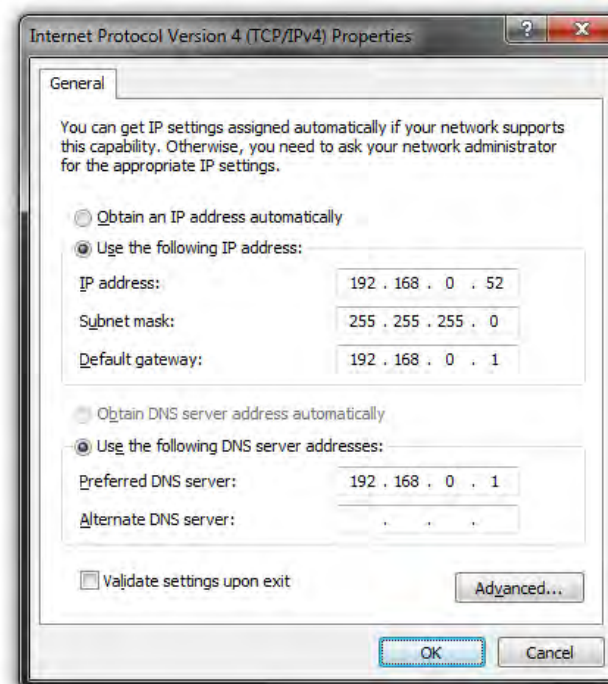 Internet Protocol Version 4 (TCP/IPv4) Properties
?
General
You can get IP settings assigned automatically if your network supports
this capability. Otherwise, you need to ask your network administrator
for the appropriate IP settings.
Obtain an IP address automatically
Use the following IP address:
IP address: 192 . 168 . 0 . 52
Subnet mask: 255 . 255 . 255 . 0
Default gateway: 192 . 168 . 0 . 1
Obtain DNS server address automatically
Use the following DNS server addresses:
Preferred DNS server: 192 . 168 . 0 . 1
Alternate DNS server: . . .
Validate settings upon exit
Advanced...
OK Cancel